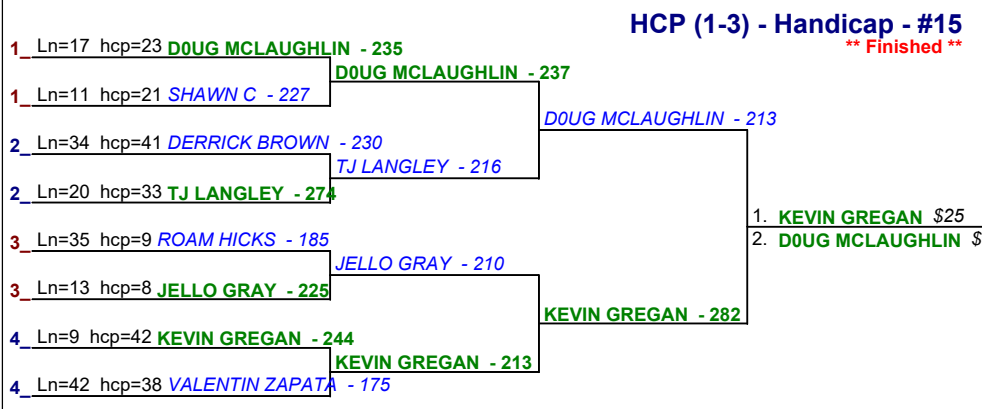 HCP (1-3) - Handicap - #15
** Finished **
1_ Ln=17 hcp=23 D0UG MCLAUGHLIN - 235
D0UG MCLAUGHLIN - 237
1_ Ln=11 hcp=21 SHAWN C - 227
D0UG MCLAUGHLIN - 213
2_ Ln=34 hcp=41 DERRICK BROWN - 230
TJ LANGLEY - 216
2_ Ln=20 hcp=33 TJ LANGLEY - 274
1. KEVIN GREGAN $25
2. D0UG MCLAUGHLIN $
3_ Ln=35 hcp=9 ROAM HICKS - 185
JELLO GRAY - 210
3_ Ln=13 hcp=8 JELLO GRAY - 225
KEVIN GREGAN - 282
4_ Ln=9 hcp=42 KEVIN GREGAN - 244
KEVIN GREGAN - 213
4_ Ln=42 hcp=38 VALENTIN ZAPATA - 175